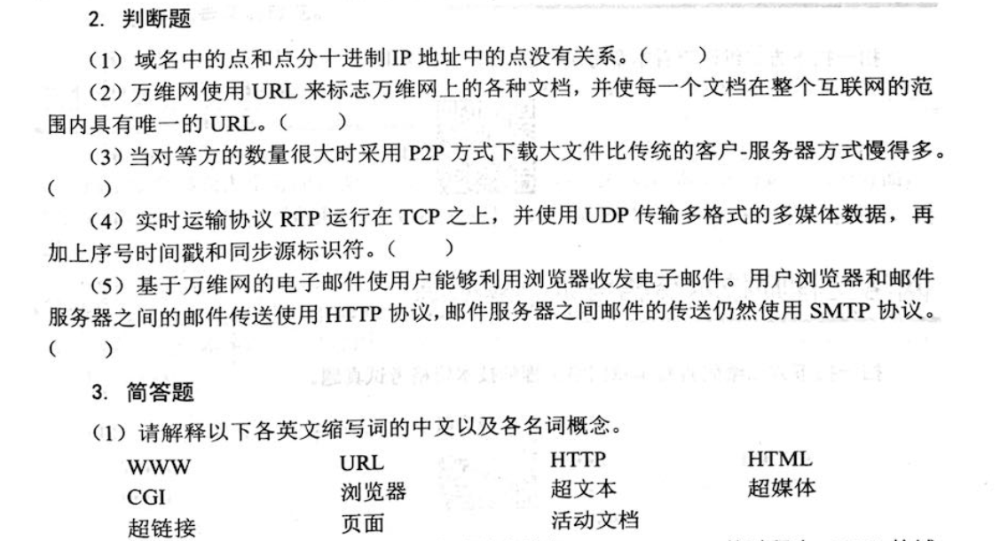 2. 判断题
（1）域名中的点和点分十进制 IP 地址中的点没有关系。（　　）
（2）万维网使用 URL 来标志万维网上的各种文档，并使每一个文档在整个互联网的范
围内具有唯一的 URL。（　　）
（3）当对等方的数量很大时采用 P2P 方式下载大文件比传统的客户-服务器方式慢得多。
（　　）
（4）实时运输协议 RTP 运行在 TCP 之上，并使用 UDP 传输多格式的多媒体数据，再
加上序号时间戳和同步源标识符。（　　）
（5）基于万维网的电子邮件使用户能够利用浏览器收发电子邮件。用户浏览器和邮件
服务器之间的邮件传送使用 HTTP 协议，邮件服务器之间邮件的传送仍然使用 SMTP 协议。
（　　）
3. 简答题
（1）请解释以下各英文缩写词的中文以及各名词概念。
WWW URL HTTP HTML
CGI 浏览器 超文本 超媒体
超链接 页面 活动文档